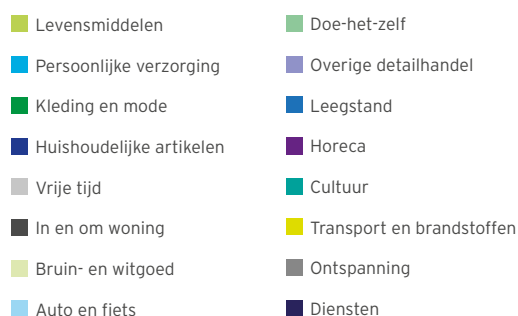 Levensmiddelen
Persoonlijke verzorging
Kleding en mode
Huishoudelijke artikelen
Vrije tijd
In en om woning
Bruin- en witgoed
Auto en fiets
Doe-het-zelf
Overige detailhandel
Leegstand
Horeca
Cultuur
Transport en brandstoffen
Ontspanning
Diensten